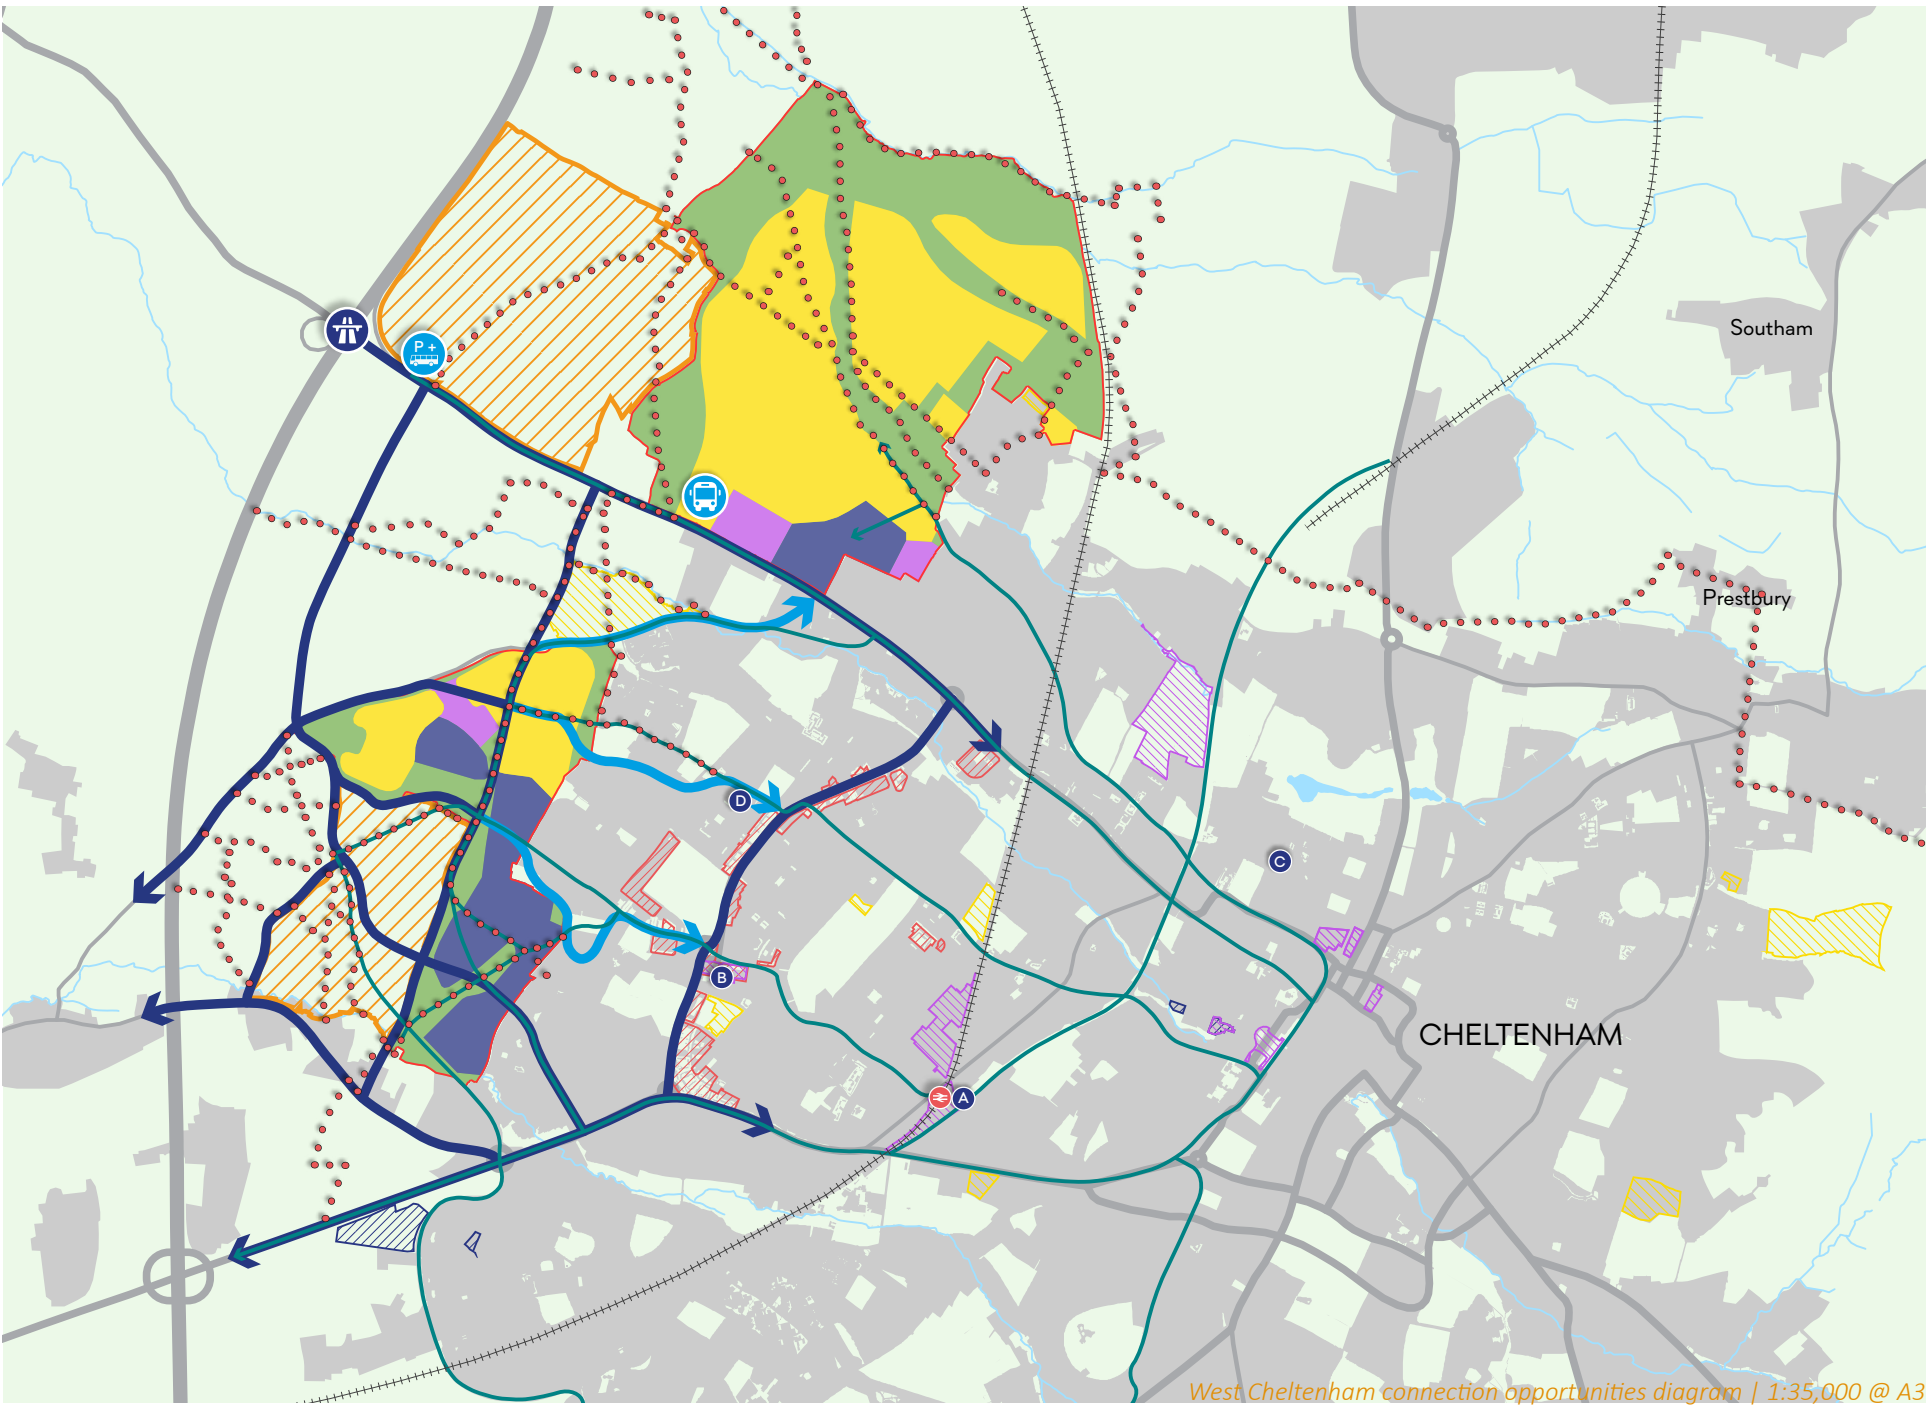 P +
Southam
Prestbury
D
C
B
CHELTENHAM
A
West Cheltenham connection opportunities diagram | 1:35,000 @ A3